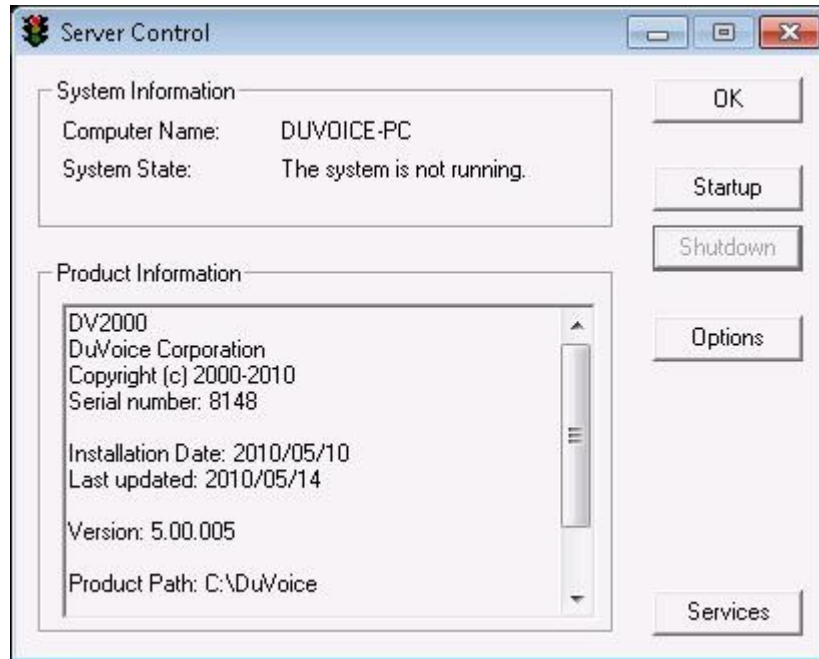 Server Control
System Information
Computer Name: DUVOICE-PC
System State: The system is not running.
OK
Startup
Shutdown
Product Information
DV2000
DuVoice Corporation
Copyright (c) 2000-2010
Serial number: 8148
Installation Date: 2010/05/10
Last updated: 2010/05/14
Version: 5.00.005
Product Path: C:\DuVoice
Options
Services